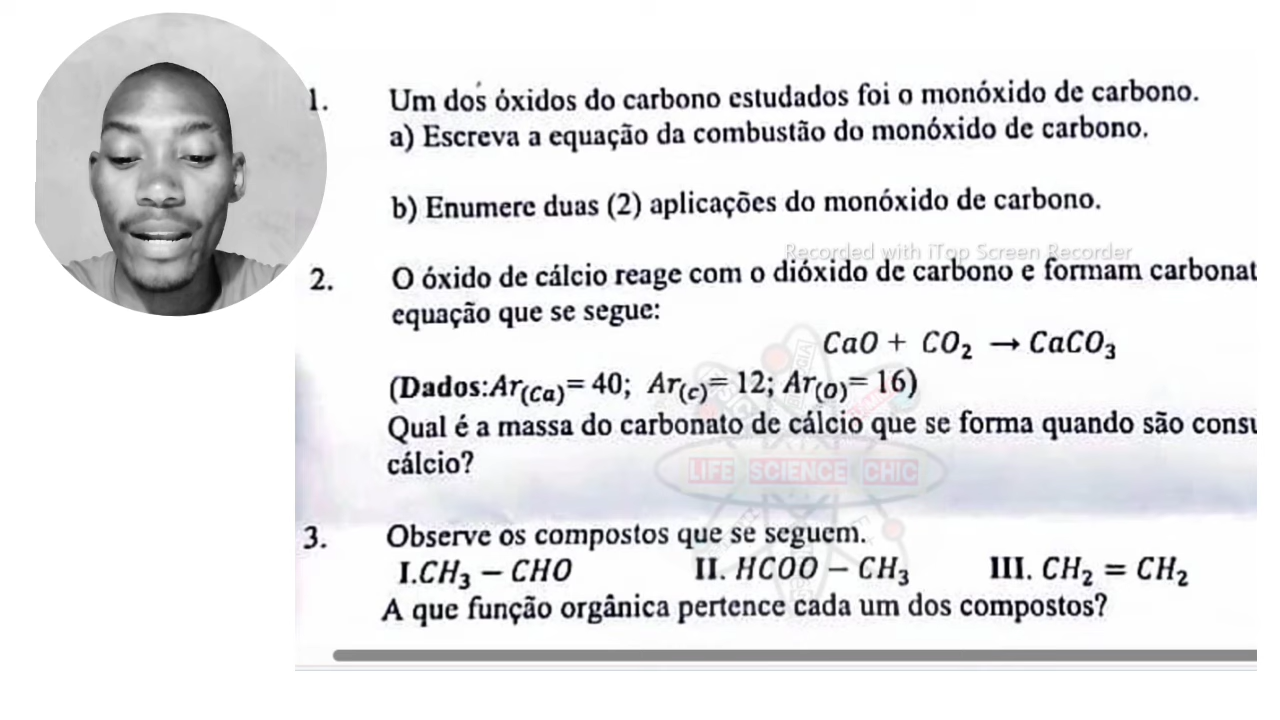 1. Um dos óxidos do carbono estudados foi o monóxido de carbono.
a) Escreva a equação da combustão do monóxido de carbono.
b) Enumere duas (2) aplicações do monóxido de carbono.
Recorded with iTop Screen Recorder
2. O óxido de cálcio reage com o dióxido de carbono e formam carbonat
equação que se segue:
CaO + CO₂ → CaCO₃
(Dados:Ar(Ca)= 40; Ar(c)= 12; Ar(O)= 16)
Qual é a massa do carbonato de cálcio que se forma quando são consu
cálcio?
LIFE SCIENCE CHIC
3. Observe os compostos que se seguem.
I.CH₃ – CHO II. HCOO – CH₃ III. CH₂ = CH₂
A que função orgânica pertence cada um dos compostos?